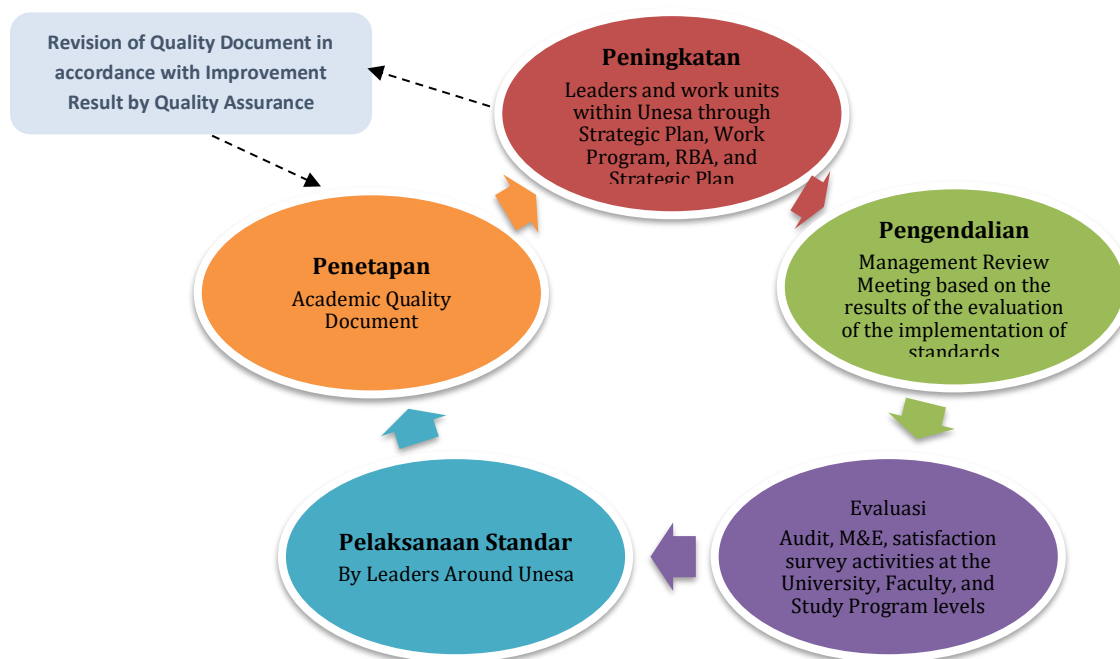 Revision of Quality Document in
accordance with Improvement
Result by Quality Assurance
Peningkatan
Leaders and work units
within Unesa through
Strategic Plan, Work
Program, RBA, and
Strategic Plan
Pengendalian
Management Review
Meeting based on the
results of the evaluation
of the implementation of
standards
Evaluasi
Audit, M&E, satisfaction
survey activities at the
University, Faculty, and
Study Program levels
Pelaksanaan Standar
By Leaders Around Unesa
Penetapan
Academic Quality
Document